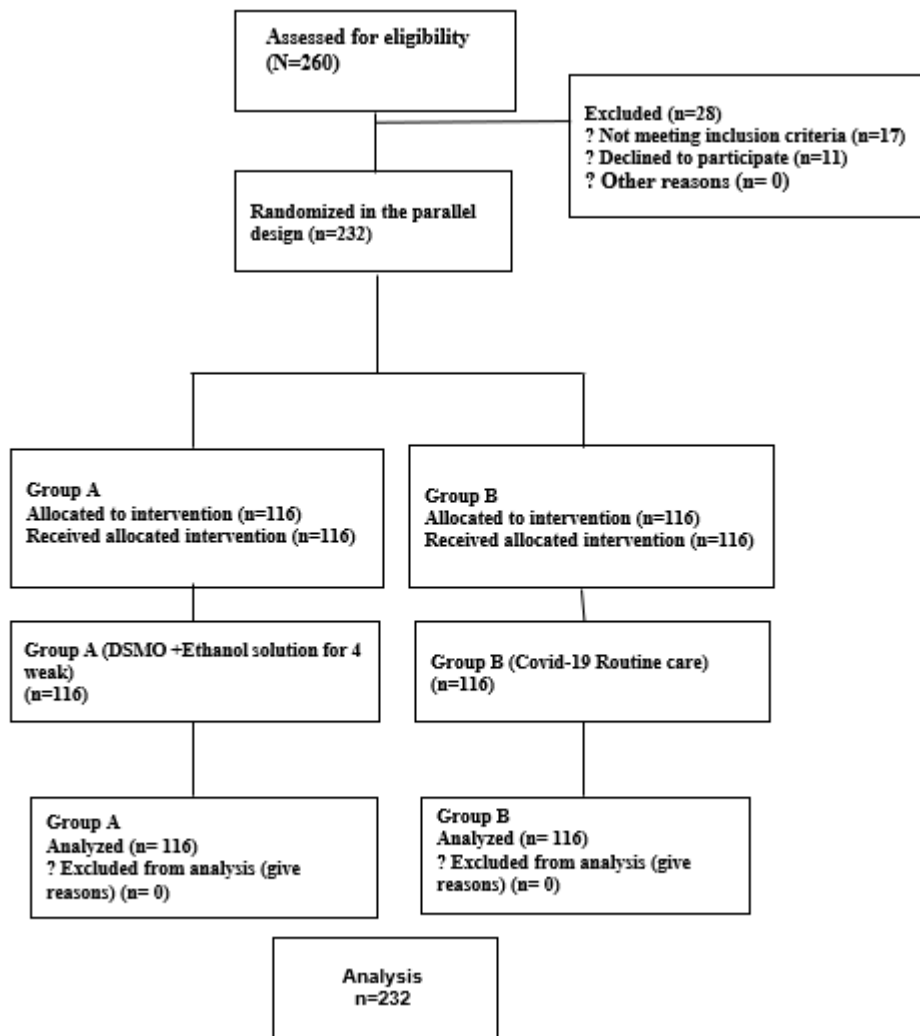 Assessed for eligibility
(N=260)
Excluded (n=28)
? Not meeting inclusion criteria (n=17)
? Declined to participate (n=11)
? Other reasons (n= 0)
Randomized in the parallel
design (n=232)
Group A
Allocated to intervention (n=116)
Received allocated intervention (n=116)
Group B
Allocated to intervention (n=116)
Received allocated intervention (n=116)
Group A (DSMO +Ethanol solution for 4
weak)
(n=116)
Group B (Covid-19 Routine care)
(n=116)
Group A
Analyzed (n= 116)
? Excluded from analysis (give
reasons) (n= 0)
Group B
Analyzed (n= 116)
? Excluded from analysis (give
reasons) (n= 0)
Analysis
n=232